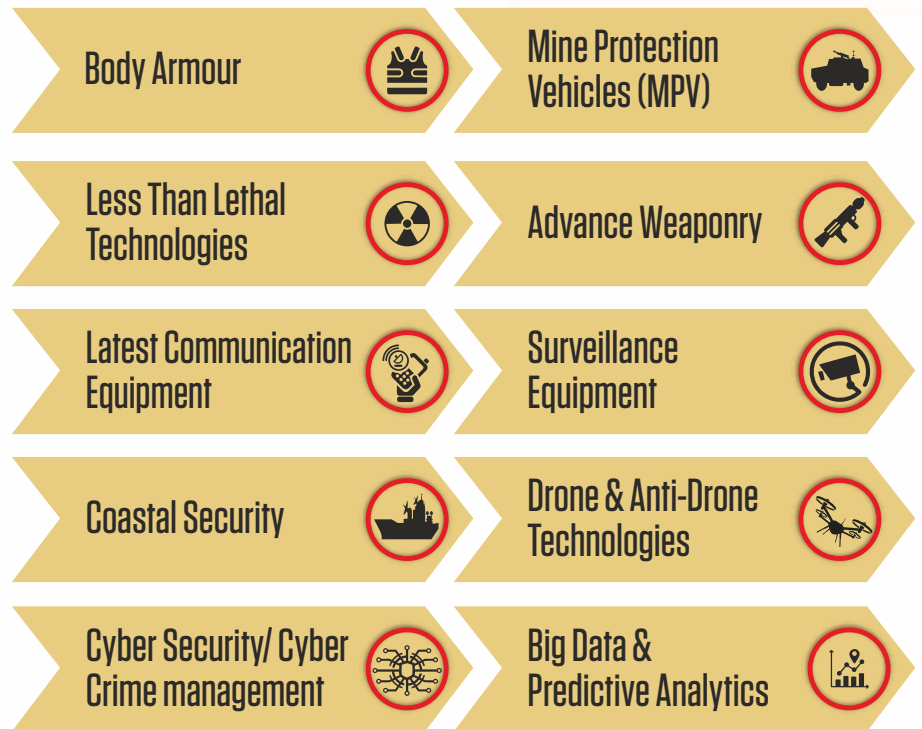 Body Armour
Mine Protection
Vehicles (MPV)
Less Than Lethal
Technologies
Advance Weaponry
Latest Communication
Equipment
Surveillance
Equipment
Coastal Security
Drone & Anti-Drone
Technologies
Cyber Security/ Cyber
Crime management
Big Data &
Predictive Analytics